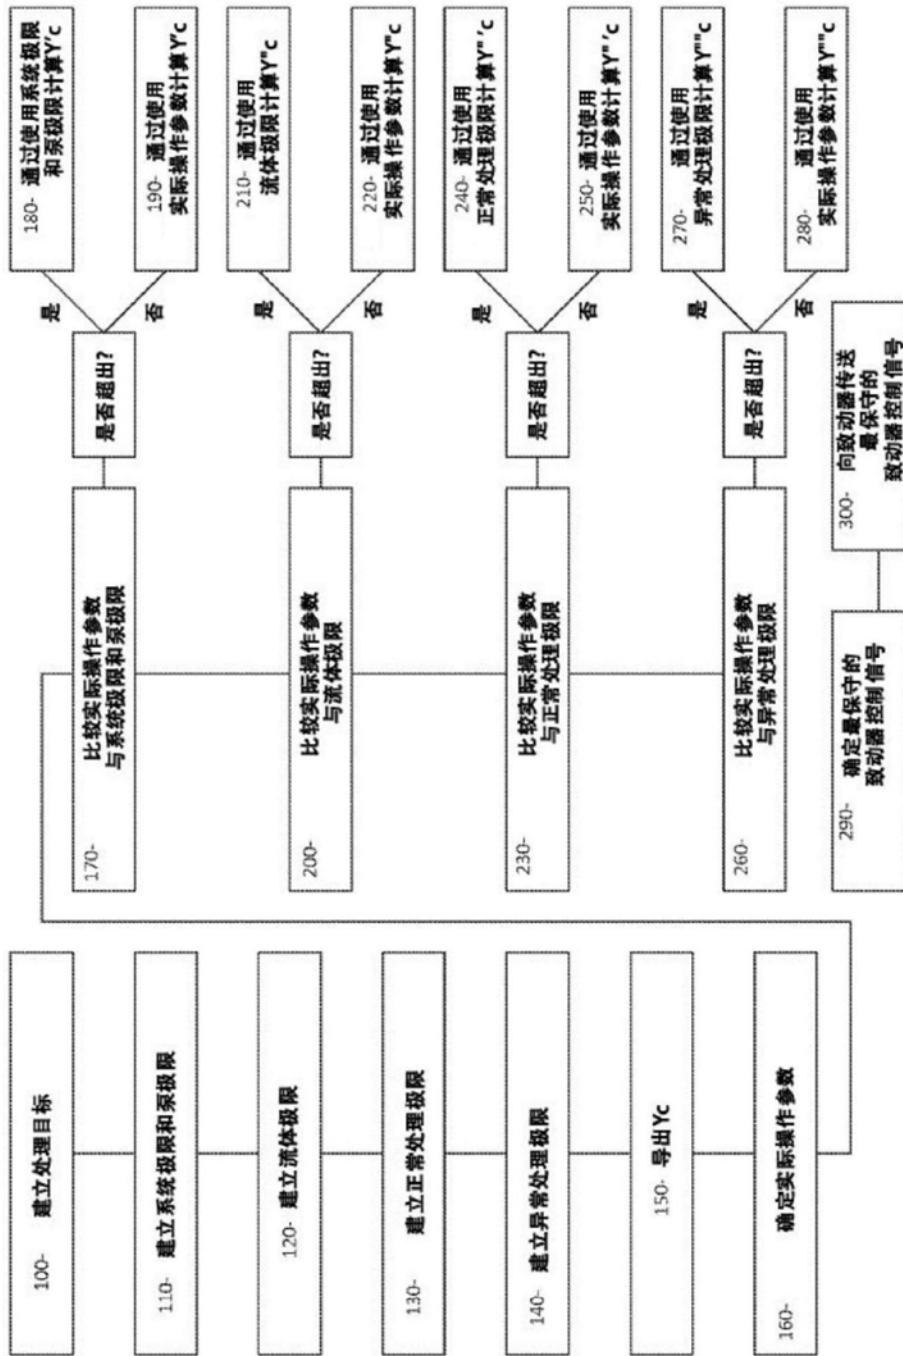 100- 建立处理目标
110- 建立系统极限和泵极限
120- 建立流体极限
130- 建立正常处理极限
140- 建立异常处理极限
150- 导出Yc
160- 确定实际操作参数
170- 比较实际操作参数
与系统极限和泵极限
是否超出?
是
否
180- 通过使用系统极限
和泵极限计算Y'c
190- 通过使用
实际操作参数计算Y'c
200- 比较实际操作参数
与流体极限
是否超出?
是
否
210- 通过使用
流体极限计算Y"c
220- 通过使用
实际操作参数计算Y"c
230- 比较实际操作参数
与正常处理极限
是否超出?
是
否
240- 通过使用
正常处理极限计算Y"'c
250- 通过使用
实际操作参数计算Y"'c
260- 比较实际操作参数
与异常处理极限
是否超出?
是
否
270- 通过使用
异常处理极限计算Y""c
280- 通过使用
实际操作参数计算Y""c
290- 确定最保守的
致动器控制信号
300- 向致动器传送
最保守的
致动器控制信号